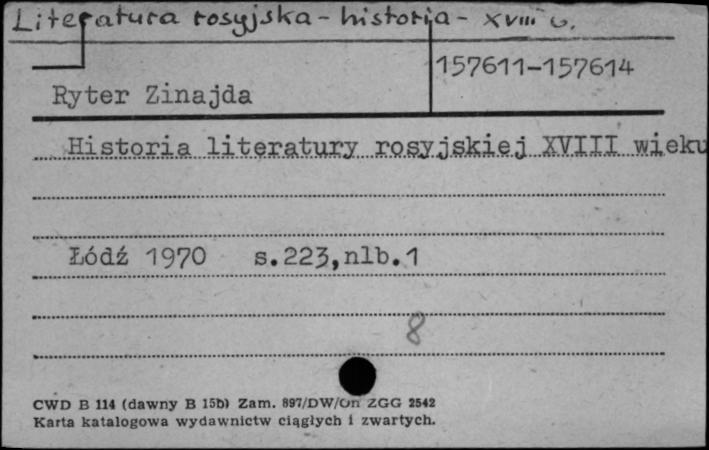 Literatura rosyjska - historja - XVIII w.
157611-157614
Ryter Zinajda
Historia literatury rosyjskiej XVIII wieku
Łódź 1970 s.223,nlb.1
8
CWD B 114 (dawny B 15b) Zam. 897/DW/On ZGG 2542
Karta katalogowa wydawnictw ciągłych i zwartych.